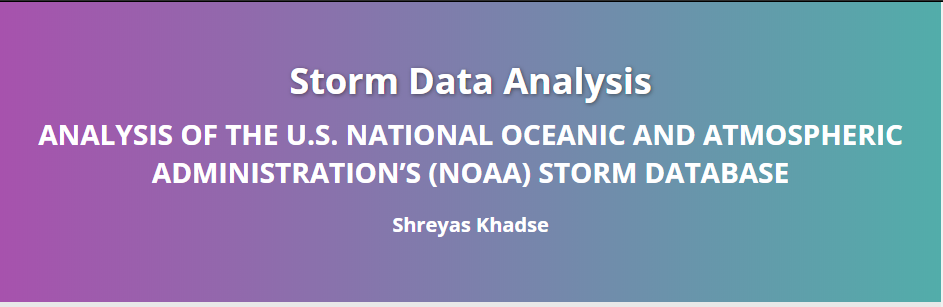 Storm Data Analysis
ANALYSIS OF THE U.S. NATIONAL OCEANIC AND ATMOSPHERIC
ADMINISTRATION’S (NOAA) STORM DATABASE
Shreyas Khadse